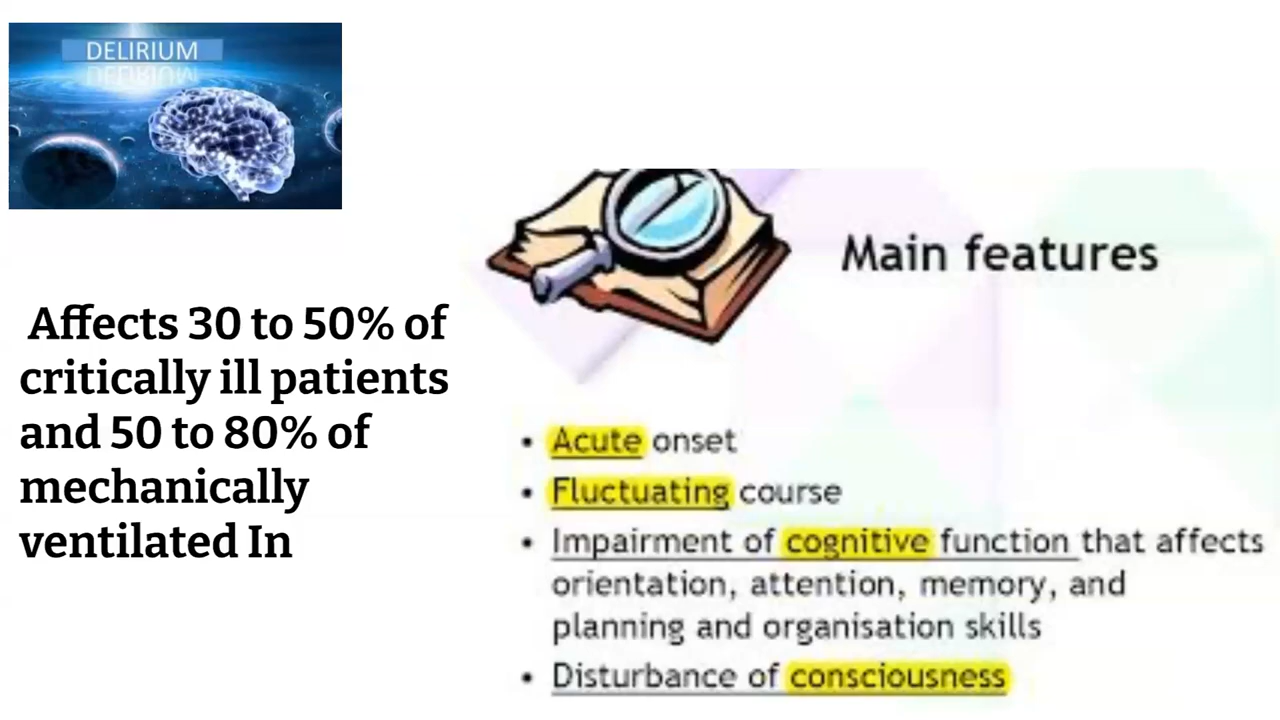 DELIRIUM
Affects 30 to 50% of
critically ill patients
and 50 to 80% of
mechanically
ventilated In
Main features
• Acute onset
• Fluctuating course
• Impairment of cognitive function that affects
orientation, attention, memory, and
planning and organisation skills
• Disturbance of consciousness